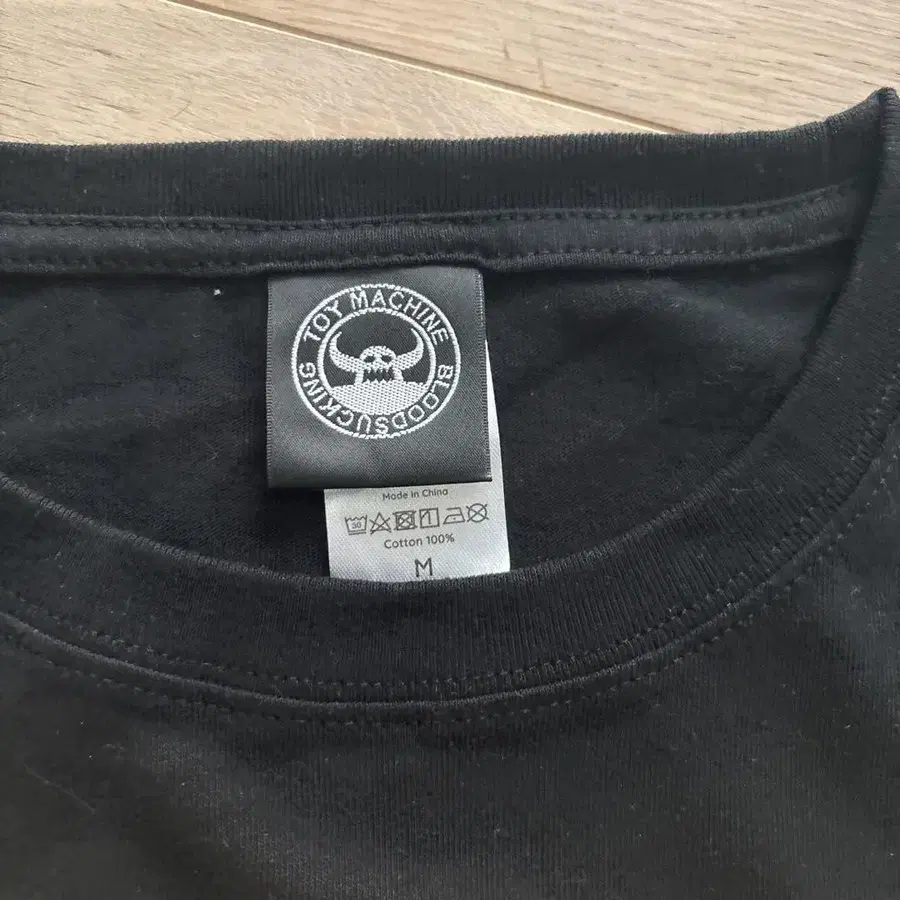 TOY MACHINE
BLOODSUCKING
Made in China
30
Cotton 100%
M